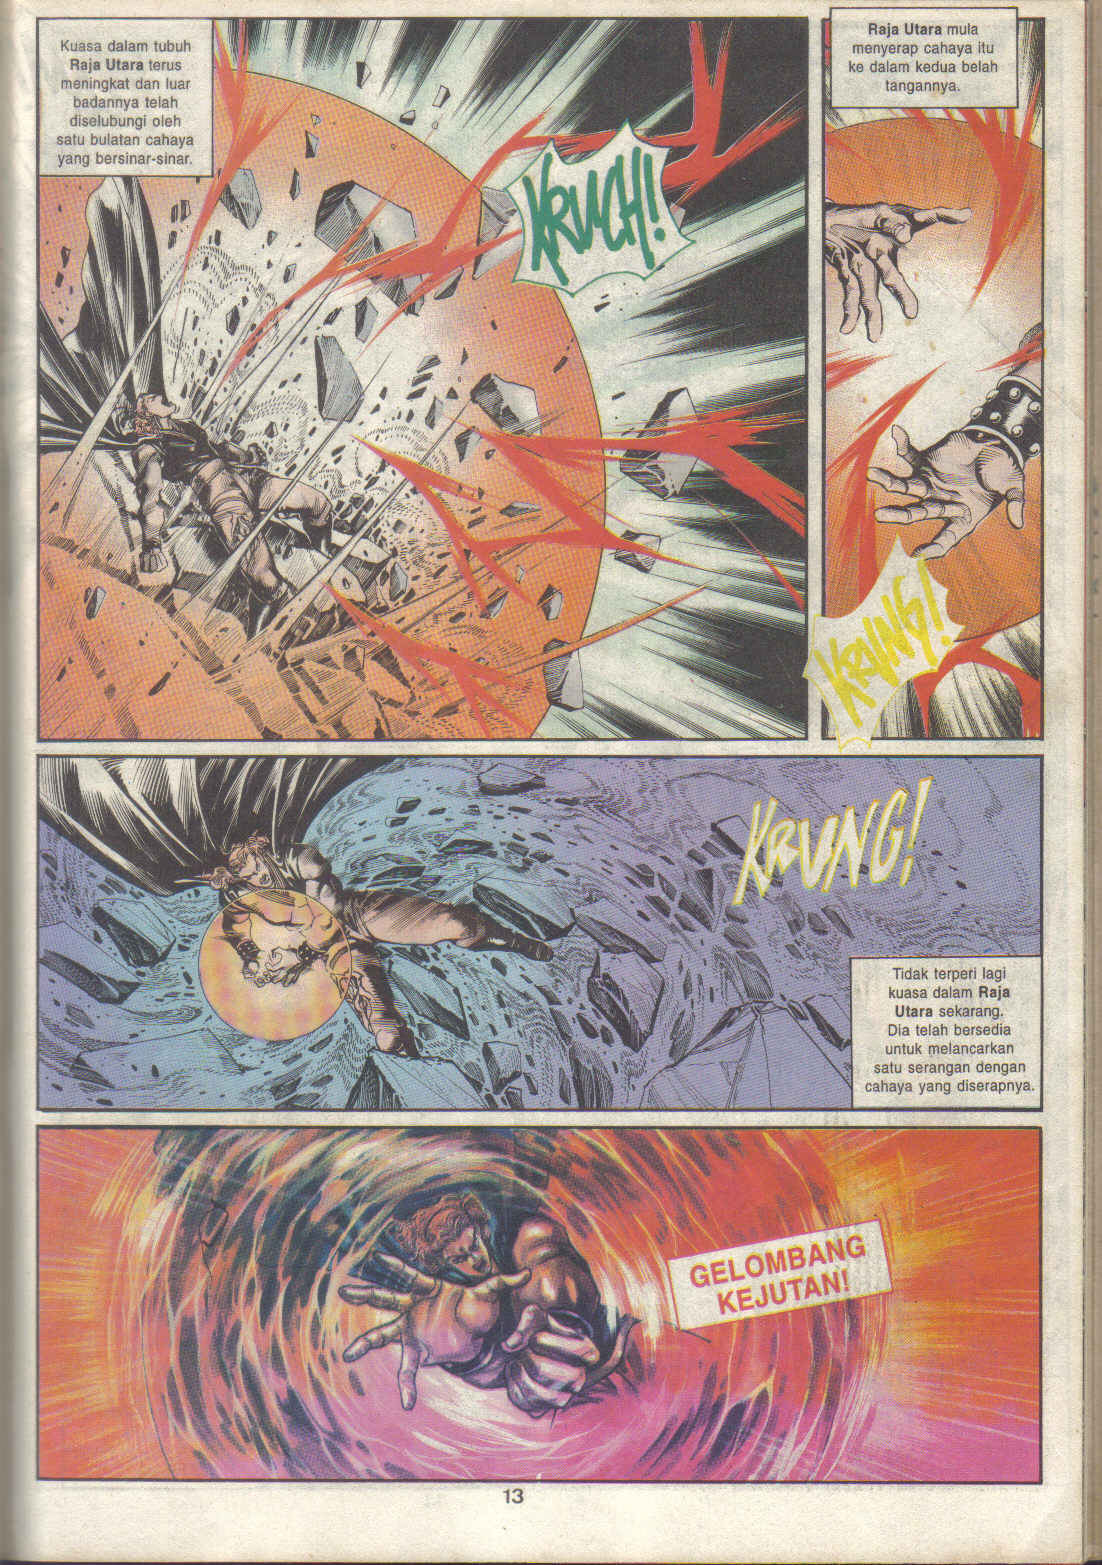 Kuasa dalam tubuh
Raja Utara terus
meningkat dan luar
badannya telah
diselubungi oleh
satu bulatan cahaya
yang bersinar-sinar.
KRUCH!
Raja Utara mula
menyerap cahaya itu
ke dalam kedua belah
tangannya.
KRUNG!
KRUNG!
Tidak terperi lagi
kuasa dalam Raja
Utara sekarang.
Dia telah bersedia
untuk melancarkan
satu serangan dengan
cahaya yang diserapnya.
GELOMBANG
KEJUTAN!
13